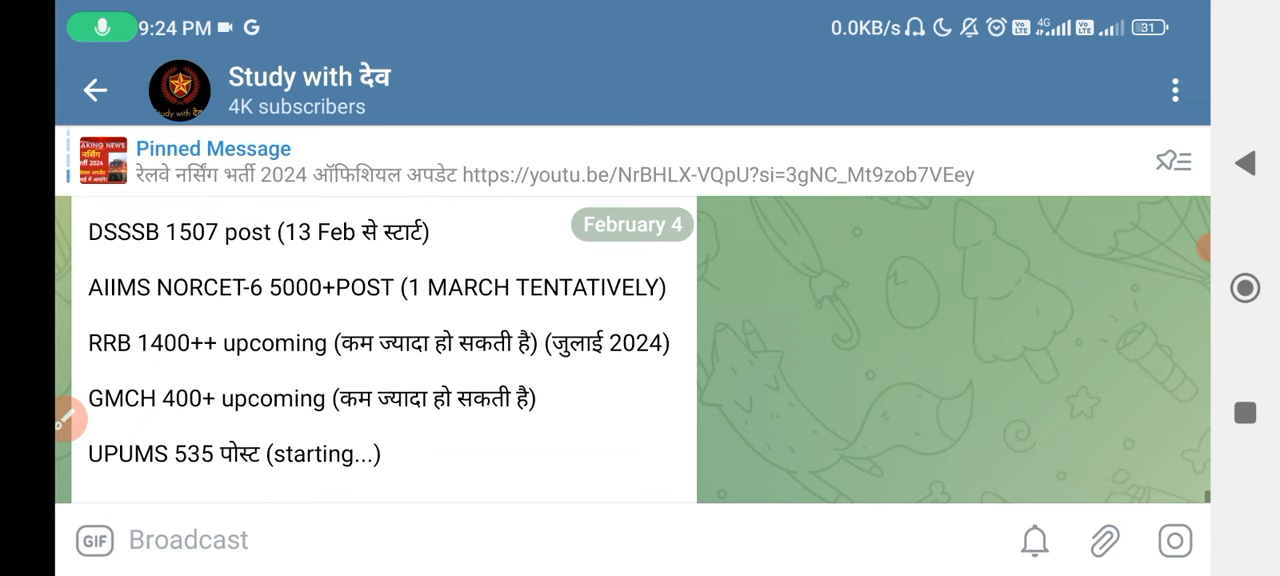 9:24 PM G 0.0KB/s 4G 31
Study with देव
4K subscribers
Pinned Message
रेलवे नर्सिंग भर्ती 2024 ऑफिशियल अपडेट https://youtu.be/NrBHLX-VQpU?si=3gNC_Mt9zob7VEey
February 4
DSSSB 1507 post (13 Feb से स्टार्ट)
AIIMS NORCET-6 5000+POST (1 MARCH TENTATIVELY)
RRB 1400++ upcoming (कम ज्यादा हो सकती है) (जुलाई 2024)
GMCH 400+ upcoming (कम ज्यादा हो सकती है)
UPUMS 535 पोस्ट (starting...)
GIF Broadcast